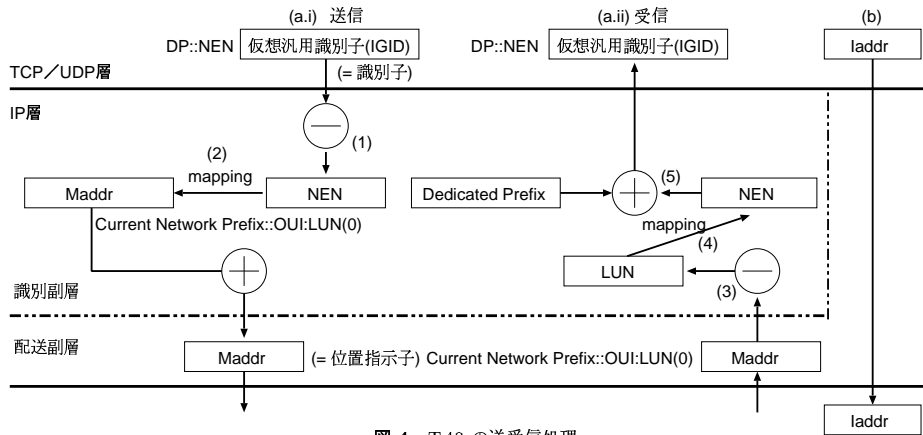 (a.i) 送信
(a.ii) 受信
(b)
DP::NEN
仮想汎用識別子(IGID)
DP::NEN
仮想汎用識別子(IGID)
Iaddr
TCP／UDP層
(= 識別子)
IP層
(1)
(2)
mapping
Maddr
NEN
Dedicated Prefix
(5)
NEN
Current Network Prefix::OUI:LUN(0)
mapping
(4)
LUN
(3)
識別副層
配送副層
Maddr
(= 位置指示子)
Current Network Prefix::OUI:LUN(0)
Maddr
Iaddr